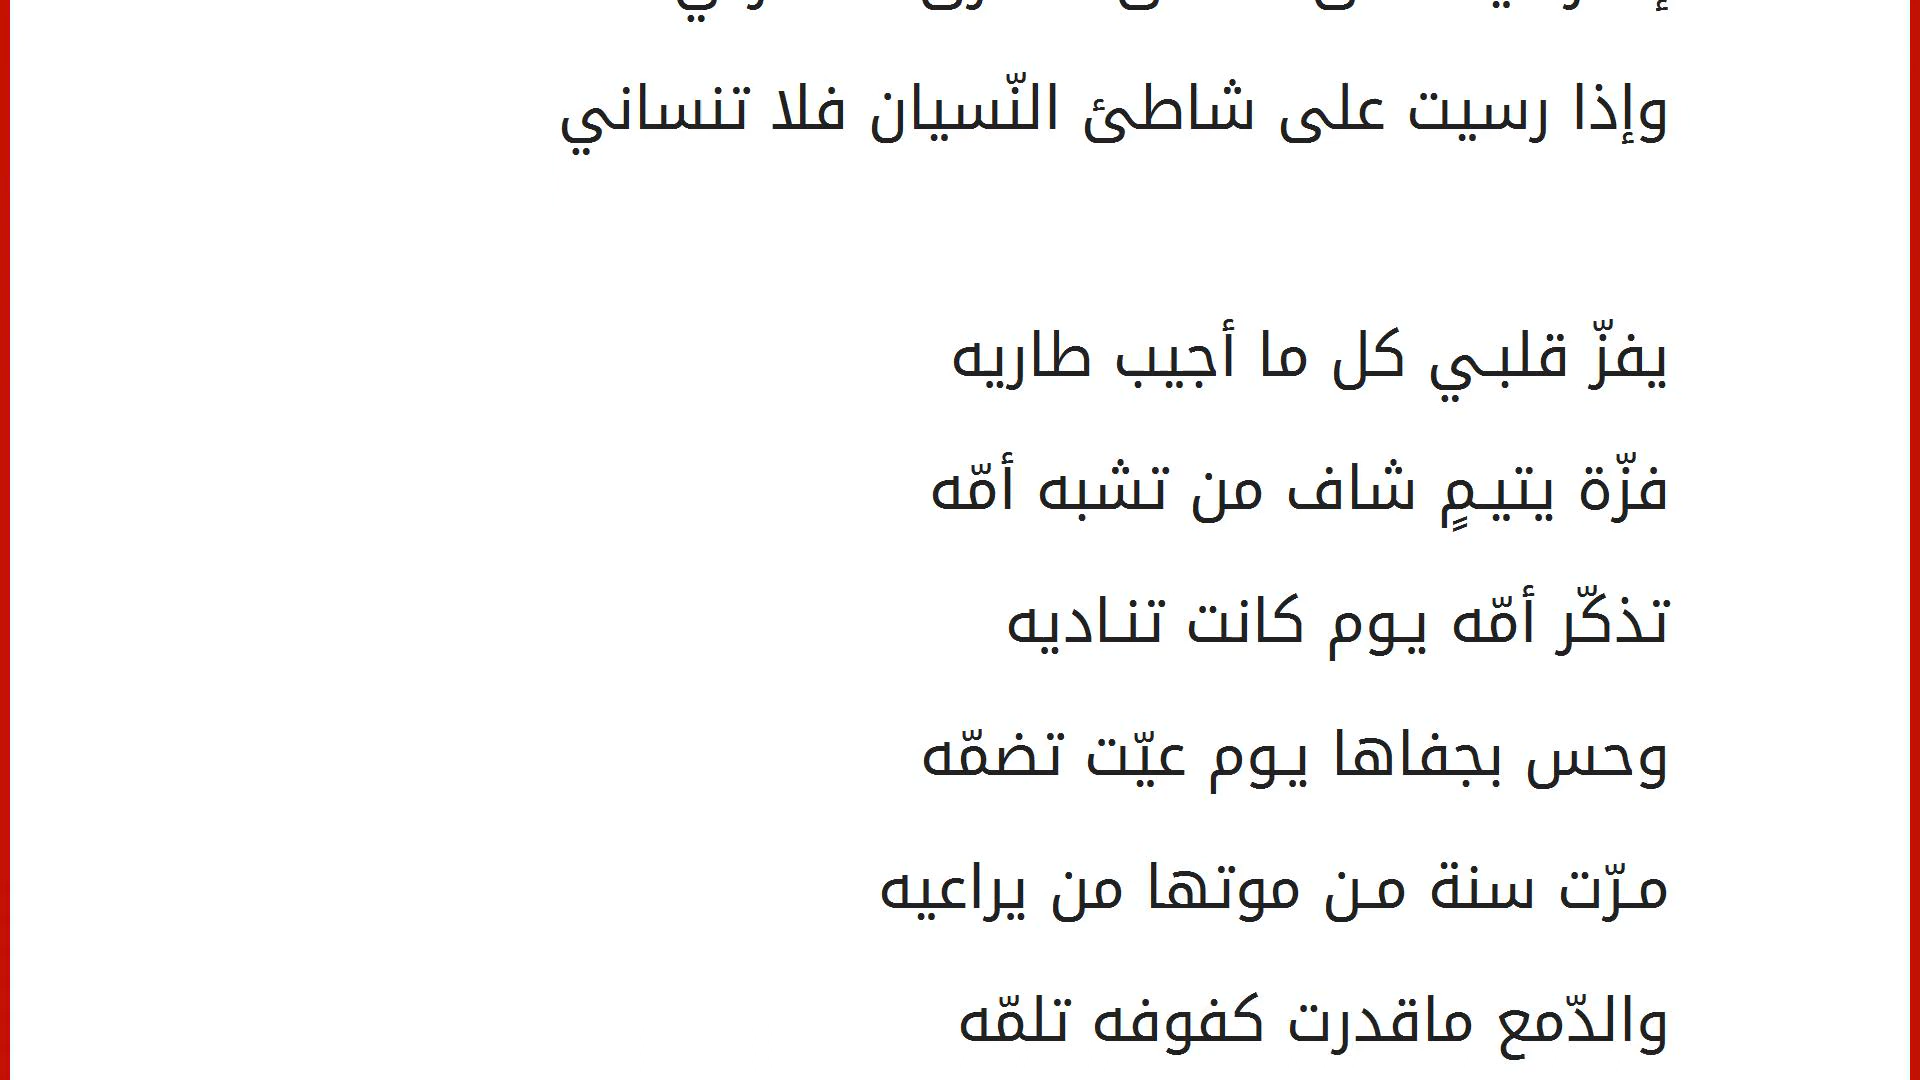 وإذا رسيت على شاطئ النّسيان فلا تنساني
يفزّ قلبي كل ما أجيب طاريه
فزّة يتيمٍ شاف من تشبه أمّه
تذكّر أمّه يوم كانت تناديه
وحس بجفاها يوم عيّت تضمّه
مرّت سنة من موتها من يراعيه
والدّمع ماقدرت كفوفه تلمّه